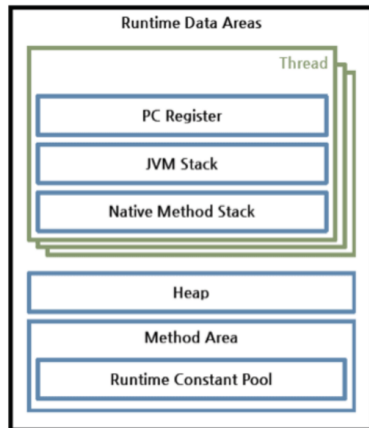 Runtime Data Areas
Thread
PC Register
JVM Stack
Native Method Stack
Heap
Method Area
Runtime Constant Pool